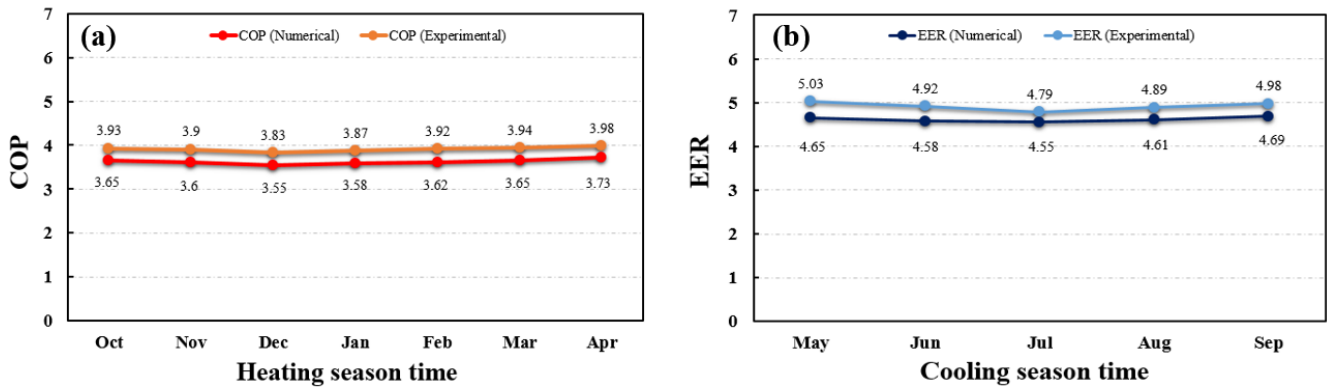 (a)
COP (Numerical) COP (Experimental)
7
6
5
4
3
2
1
0
COP
3.93 3.9 3.83 3.87 3.92 3.94 3.98
3.65 3.6 3.55 3.58 3.62 3.65 3.73
Oct Nov Dec Jan Feb Mar Apr
Heating season time
(b)
EER (Numerical) EER (Experimental)
7
6
5
4
3
2
1
0
EER
5.03 4.92 4.79 4.89 4.98
4.65 4.58 4.55 4.61 4.69
May Jun Jul Aug Sep
Cooling season time